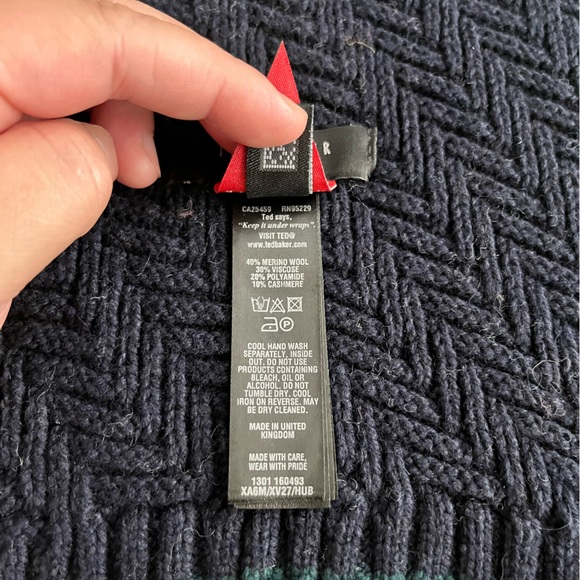 R
CA25459 RN95229
Ted says,
"Keep it under wraps".
VISIT TED@
www.tedbaker.com
40% MERINO WOOL
30% VISCOSE
20% POLYAMIDE
10% CASHMERE
P
COOL HAND WASH
SEPARATELY, INSIDE
OUT. DO NOT USE
PRODUCTS CONTAINING
BLEACH, OIL OR
ALCOHOL. DO NOT
TUMBLE DRY. COOL
IRON ON REVERSE. MAY
BE DRY CLEANED.
MADE IN UNITED
KINGDOM
MADE WITH CARE,
WEAR WITH PRIDE
1301 160493
XA6M/XV27/HUB